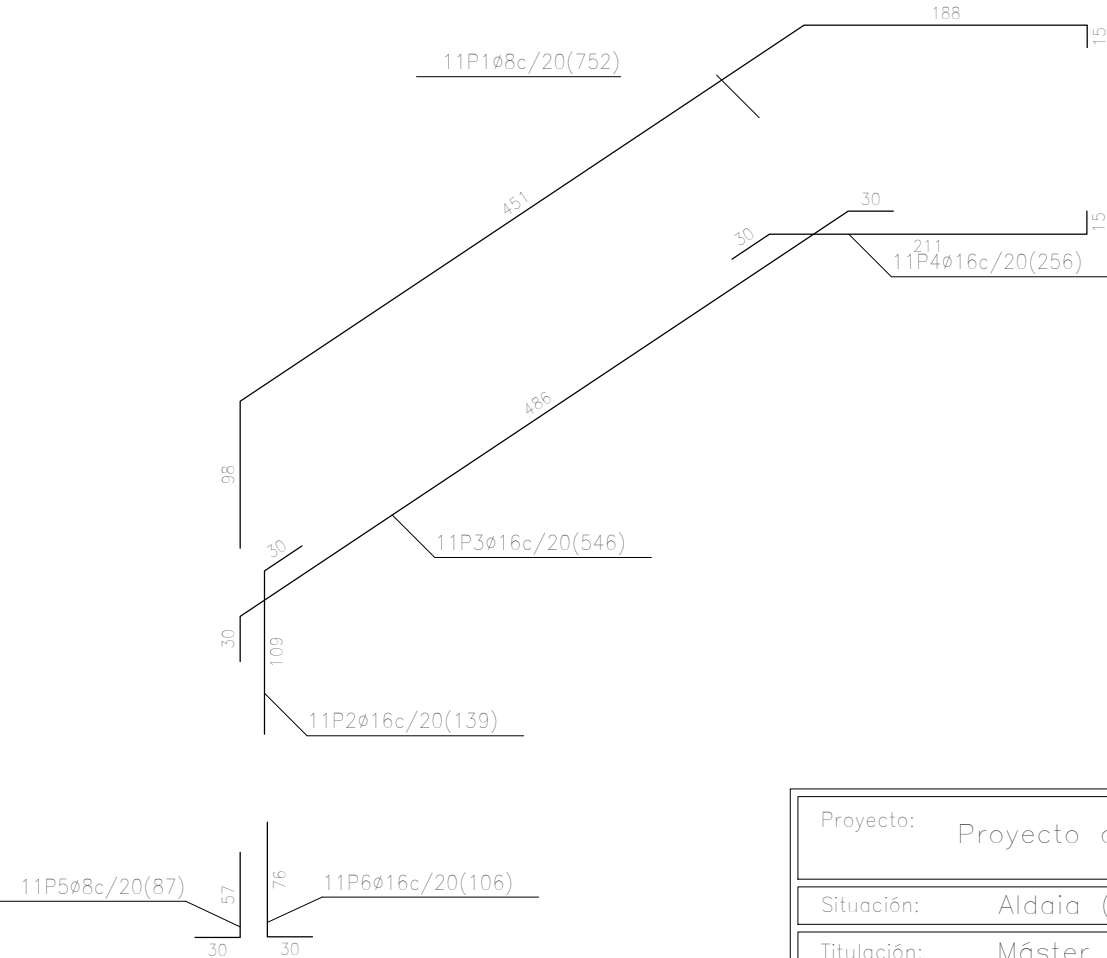 188
15
11P1ø8c/20(752)
451
30
15
30
211
11P4ø16c/20(256)
486
98
11P3ø16c/20(546)
30
30
109
11P2ø16c/20(139)
Proyecto:
Proyecto
Situación:
Aldaia (
Titulación:
Máster
11P5ø8c/20(87)
57
76
11P6ø16c/20(106)
30
30